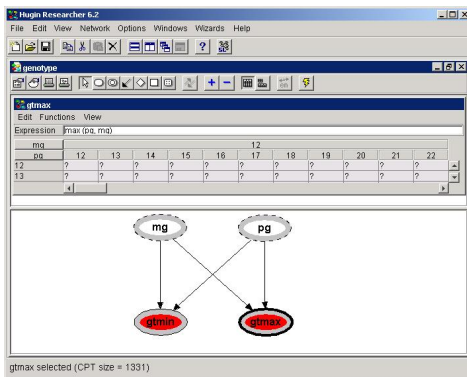 Hugin Researcher 6.2
File Edit View Network Options Windows Wizards Help
genotype
gtmax
Edit Functions View
Expression max (pg, mg)
mg 12
pg 12 13 14 15 16 17 18 19 20 21 22
12 ? ? ? ? ? ? ? ? ? ? ?
13 ? ? ? ? ? ? ? ? ? ? ?
mg pg
gtmin gtmax
gtmax selected (CPT size = 1331)